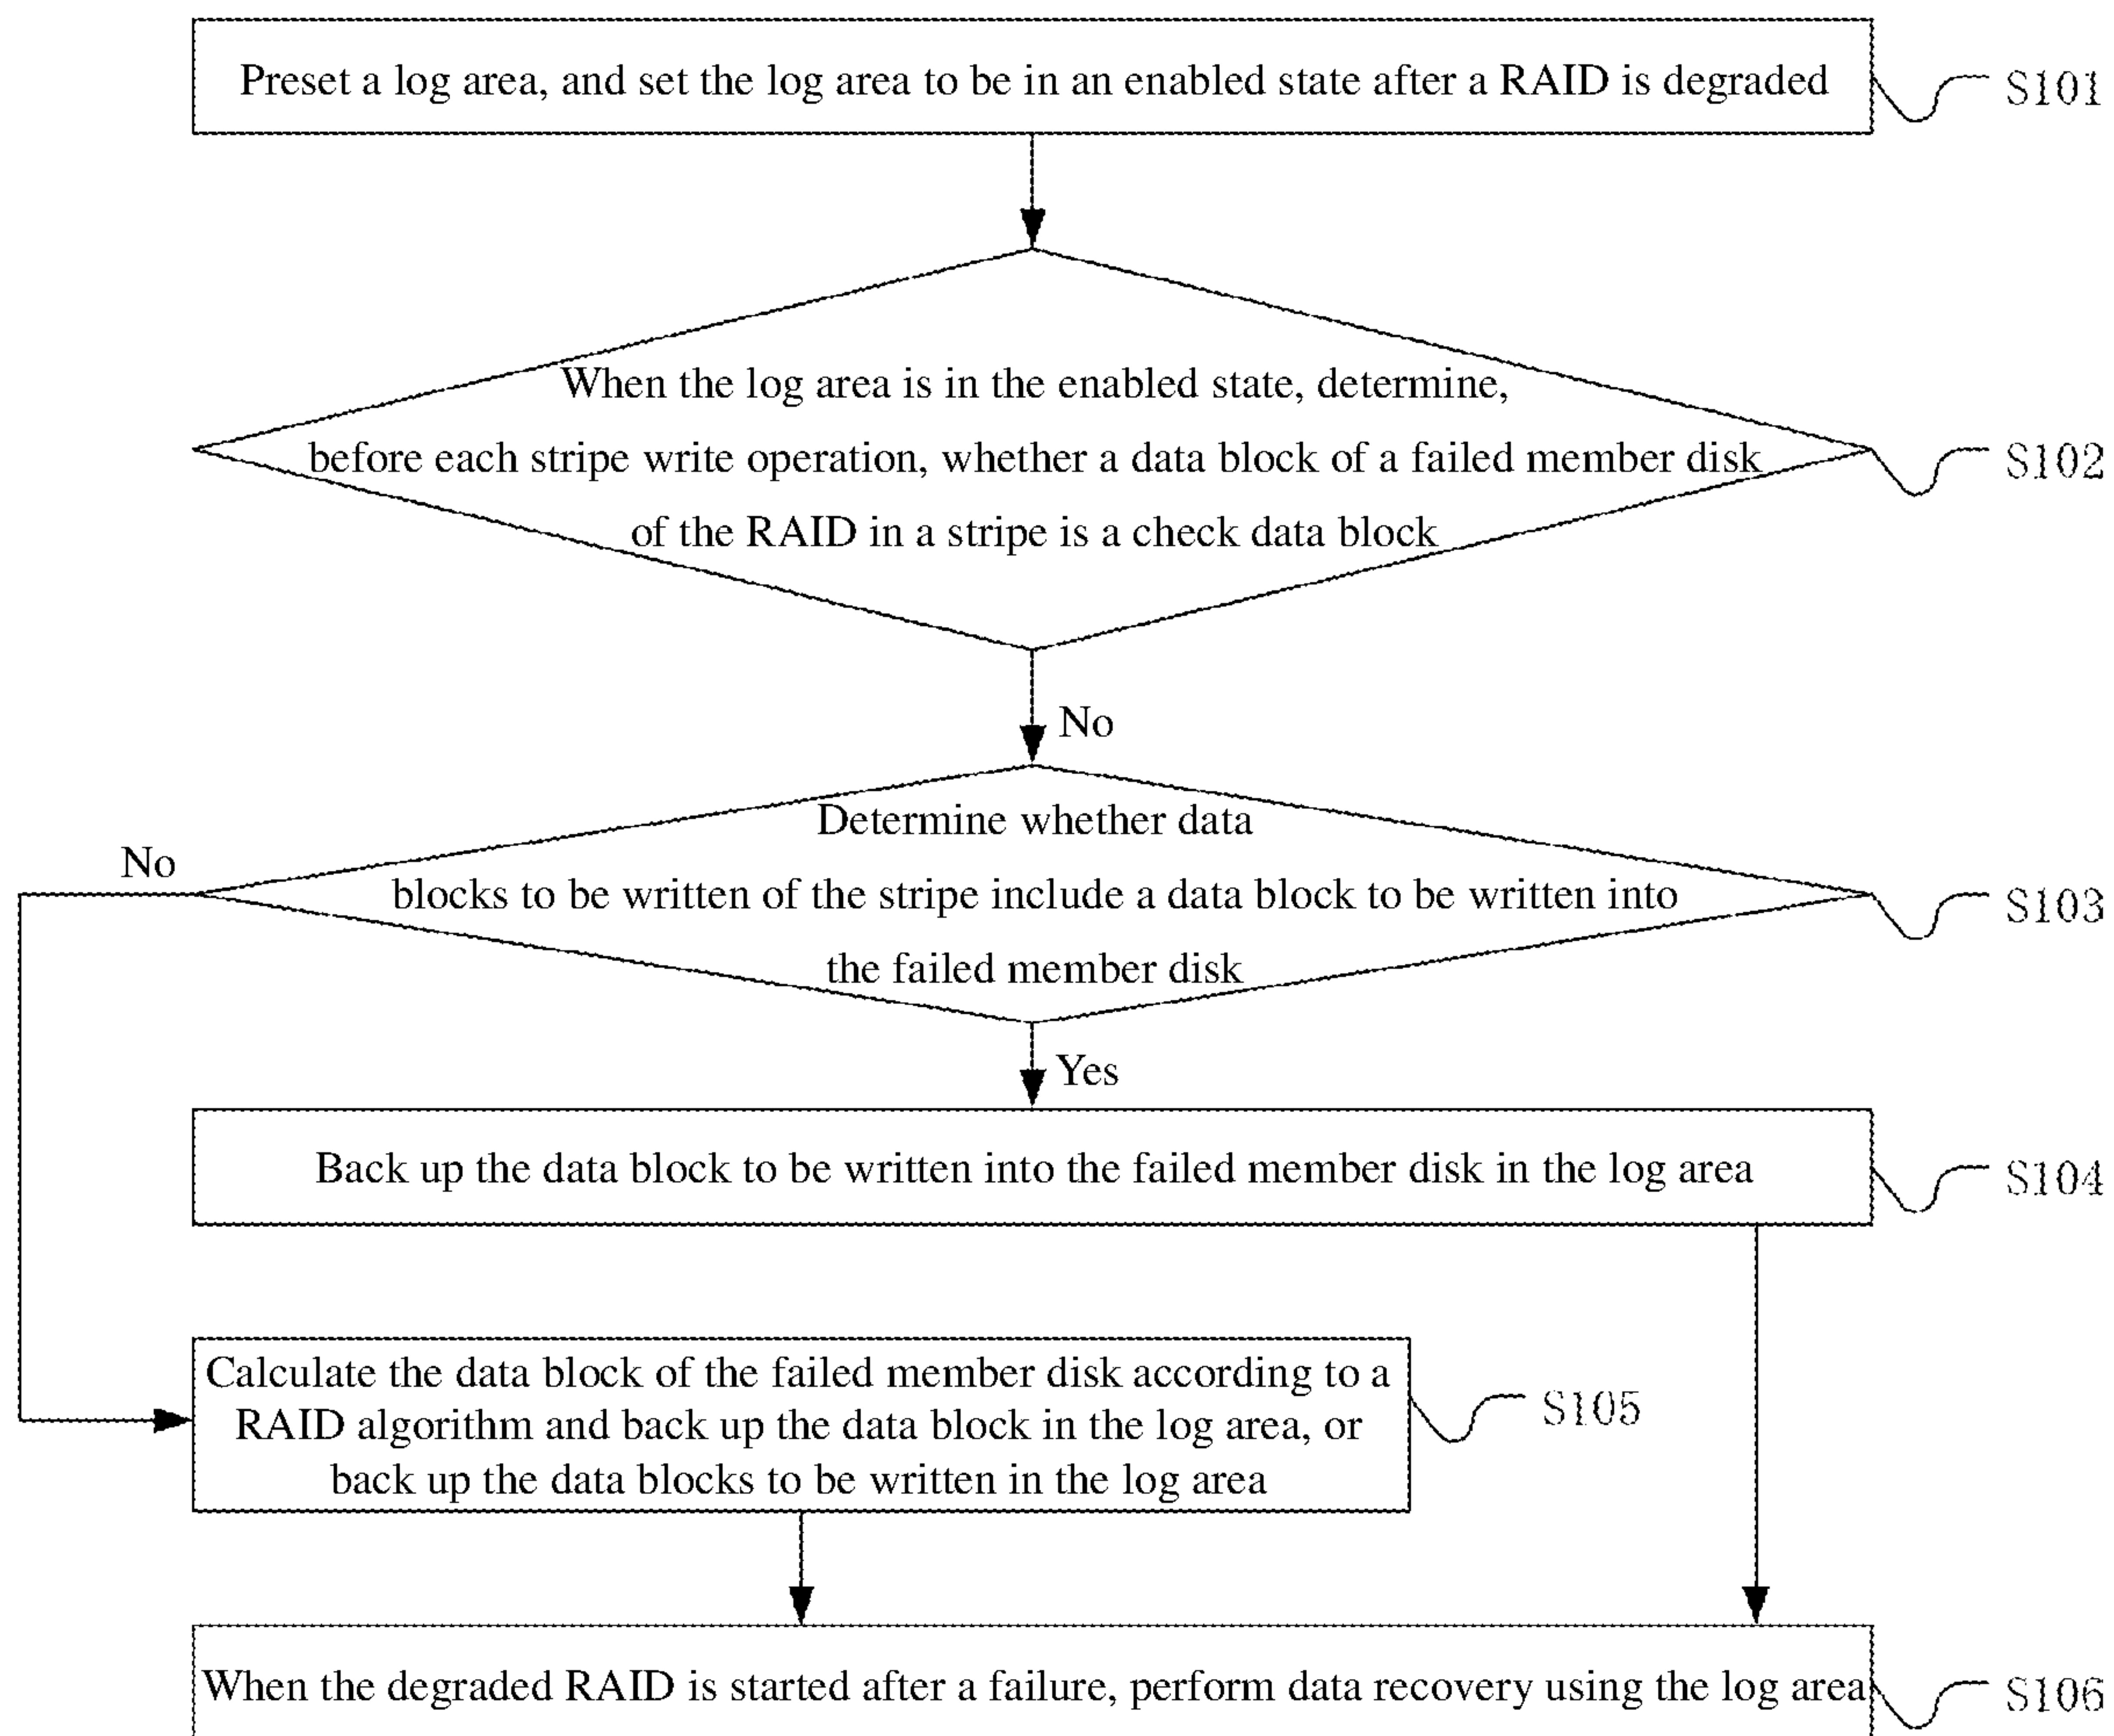 Preset a log area, and set the log area to be in an enabled state after a RAID is degraded
S101
When the log area is in the enabled state, determine,
before each stripe write operation, whether a data block of a failed member disk
of the RAID in a stripe is a check data block
S102
No
Determine whether data
blocks to be written of the stripe include a data block to be written into
the failed member disk
S103
No
Yes
Back up the data block to be written into the failed member disk in the log area
S104
Calculate the data block of the failed member disk according to a
RAID algorithm and back up the data block in the log area, or
back up the data blocks to be written in the log area
S105
When the degraded RAID is started after a failure, perform data recovery using the log area
S106